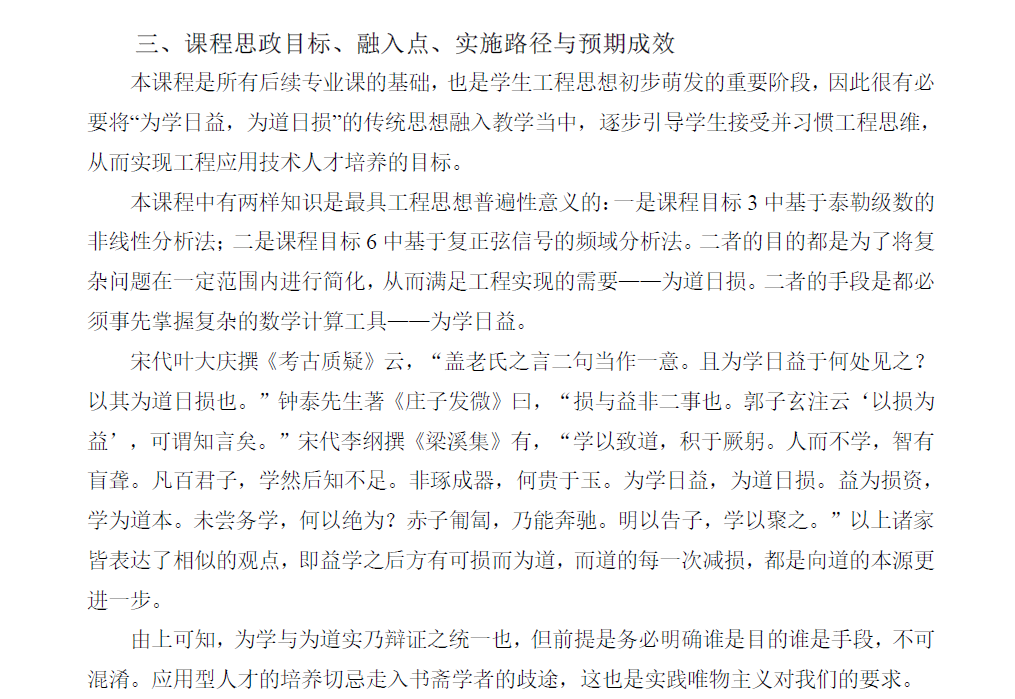 三、课程思政目标、融入点、实施路径与预期成效
本课程是所有后续专业课的基础，也是学生工程思想初步萌发的重要阶段，因此很有必
要将“为学日益，为道日损”的传统思想融入教学当中，逐步引导学生接受并习惯工程思维，
从而实现工程应用技术人才培养的目标。
本课程中有两样知识是最具工程思想普遍性意义的：一是课程目标 3 中基于泰勒级数的
非线性分析法；二是课程目标 6 中基于复正弦信号的频域分析法。二者的目的都是为了将复
杂问题在一定范围内进行简化，从而满足工程实现的需要——为道日损。二者的手段是都必
须事先掌握复杂的数学计算工具——为学日益。
宋代叶大庆撰《考古质疑》云，“盖老氏之言二句当作一意。且为学日益于何处见之？
以其为道日损也。”钟泰先生著《庄子发微》曰，“损与益非二事也。郭子玄注云‘以损为
益’，可谓知言矣。”宋代李纲撰《梁溪集》有，“学以致道，积于厥躬。人而不学，智有
盲聋。凡百君子，学然后知不足。非琢成器，何贵于玉。为学日益，为道日损。益为损资，
学为道本。未尝务学，何以绝为？赤子匍匐，乃能奔驰。明以告子，学以聚之。”以上诸家
皆表达了相似的观点，即益学之后方有可损而为道，而道的每一次减损，都是向道的本源更
进一步。
由上可知，为学与为道实乃辩证之统一也，但前提是务必明确谁是目的谁是手段，不可
混淆。应用型人才的培养切忌走入书斋学者的歧途，这也是实践唯物主义对我们的要求。